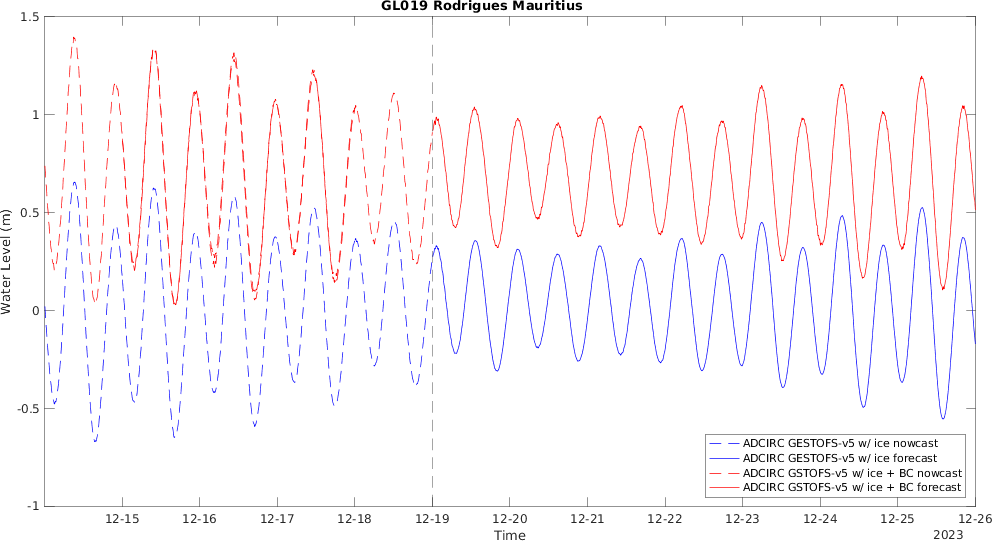 GL019 Rodrigues Mauritius
Water Level (m)
1.5
1
0.5
0
-0.5
-1
ADCIRC GESTOFS-v5 w/ ice nowcast
ADCIRC GESTOFS-v5 w/ ice forecast
ADCIRC GSTOFS-v5 w/ ice + BC nowcast
ADCIRC GSTOFS-v5 w/ ice + BC forecast
12-15 12-16 12-17 12-18 12-19 12-20 12-21 12-22 12-23 12-24 12-25 12-26
Time
2023